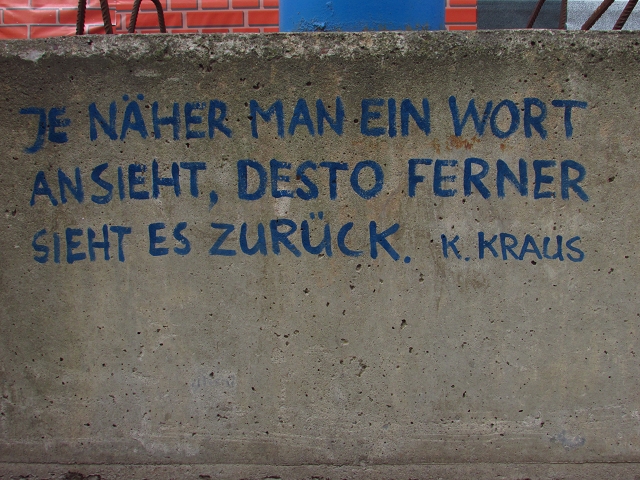 JE NÄHER MAN EIN WORT
ANSIEHT, DESTO FERNER
SIEHT ES ZURÜCK. K. KRAUS